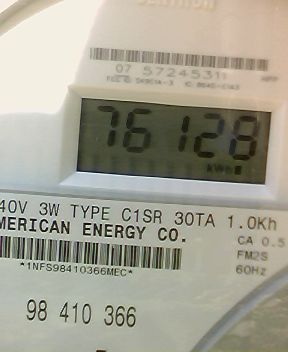 CENTRON
07 57245311
76128
kWh
40V 3W TYPE C1SR 30TA 1.0Kh
MERICAN ENERGY CO.
CA 0.5
FM2S
60Hz
*1NFS98410366MEC*
98 410 366